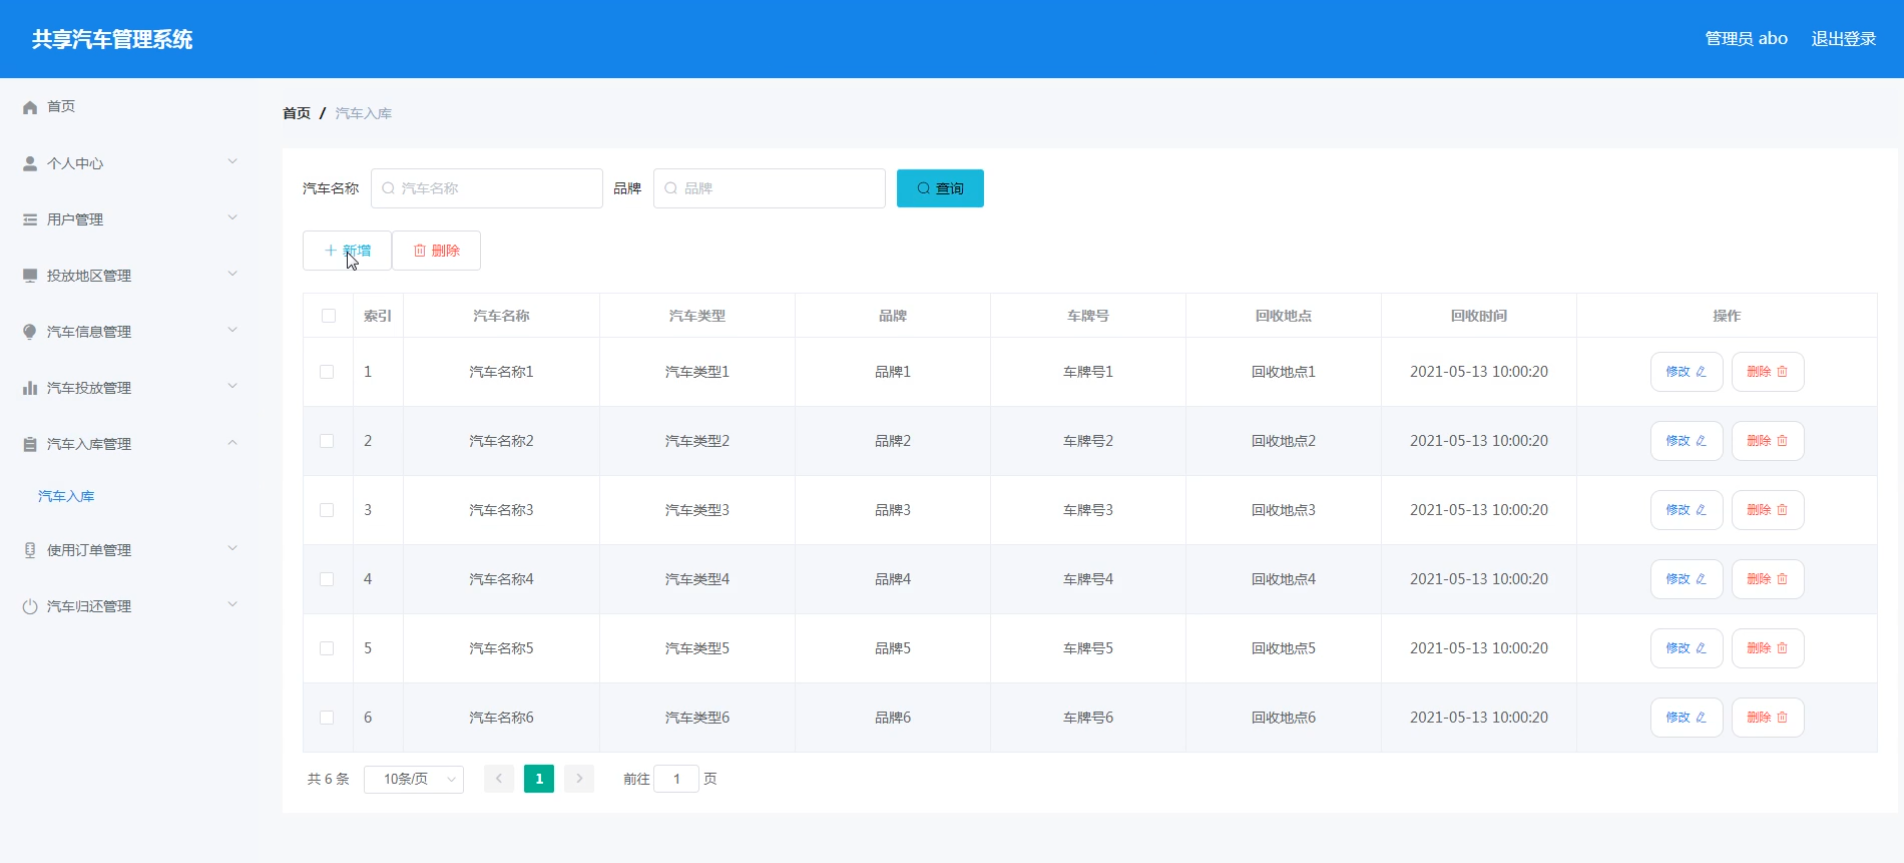 共享汽车管理系统
管理员 abo 退出登录
首页
个人中心
用户管理
投放地区管理
汽车信息管理
汽车投放管理
汽车入库管理
汽车入库
使用订单管理
汽车归还管理
首页 / 汽车入库
汽车名称 汽车名称 品牌 品牌 查询
新增 删除
索引 汽车名称 汽车类型 品牌 车牌号 回收地点 回收时间 操作
1 汽车名称1 汽车类型1 品牌1 车牌号1 回收地点1 2021-05-13 10:00:20 修改 删除
2 汽车名称2 汽车类型2 品牌2 车牌号2 回收地点2 2021-05-13 10:00:20 修改 删除
3 汽车名称3 汽车类型3 品牌3 车牌号3 回收地点3 2021-05-13 10:00:20 修改 删除
4 汽车名称4 汽车类型4 品牌4 车牌号4 回收地点4 2021-05-13 10:00:20 修改 删除
5 汽车名称5 汽车类型5 品牌5 车牌号5 回收地点5 2021-05-13 10:00:20 修改 删除
6 汽车名称6 汽车类型6 品牌6 车牌号6 回收地点6 2021-05-13 10:00:20 修改 删除
共 6 条 10条/页 1 前往 1 页